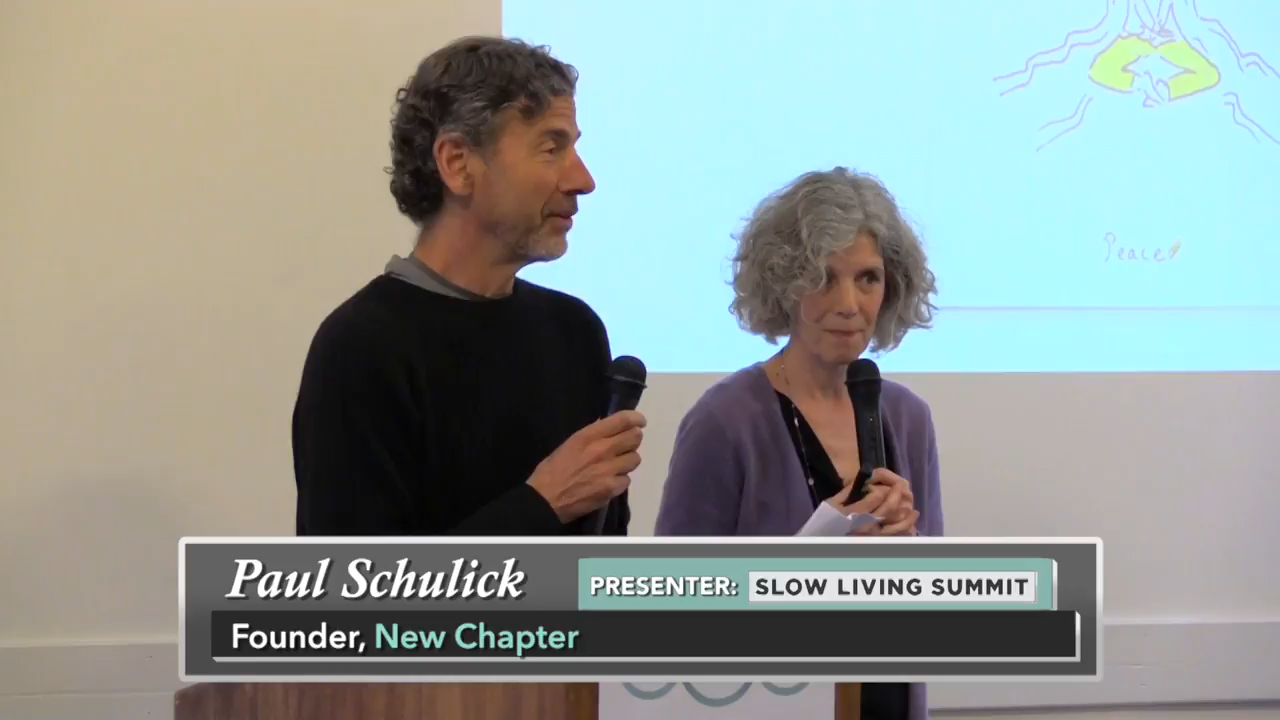 Peace
Paul Schulick
PRESENTER: SLOW LIVING SUMMIT
Founder, New Chapter